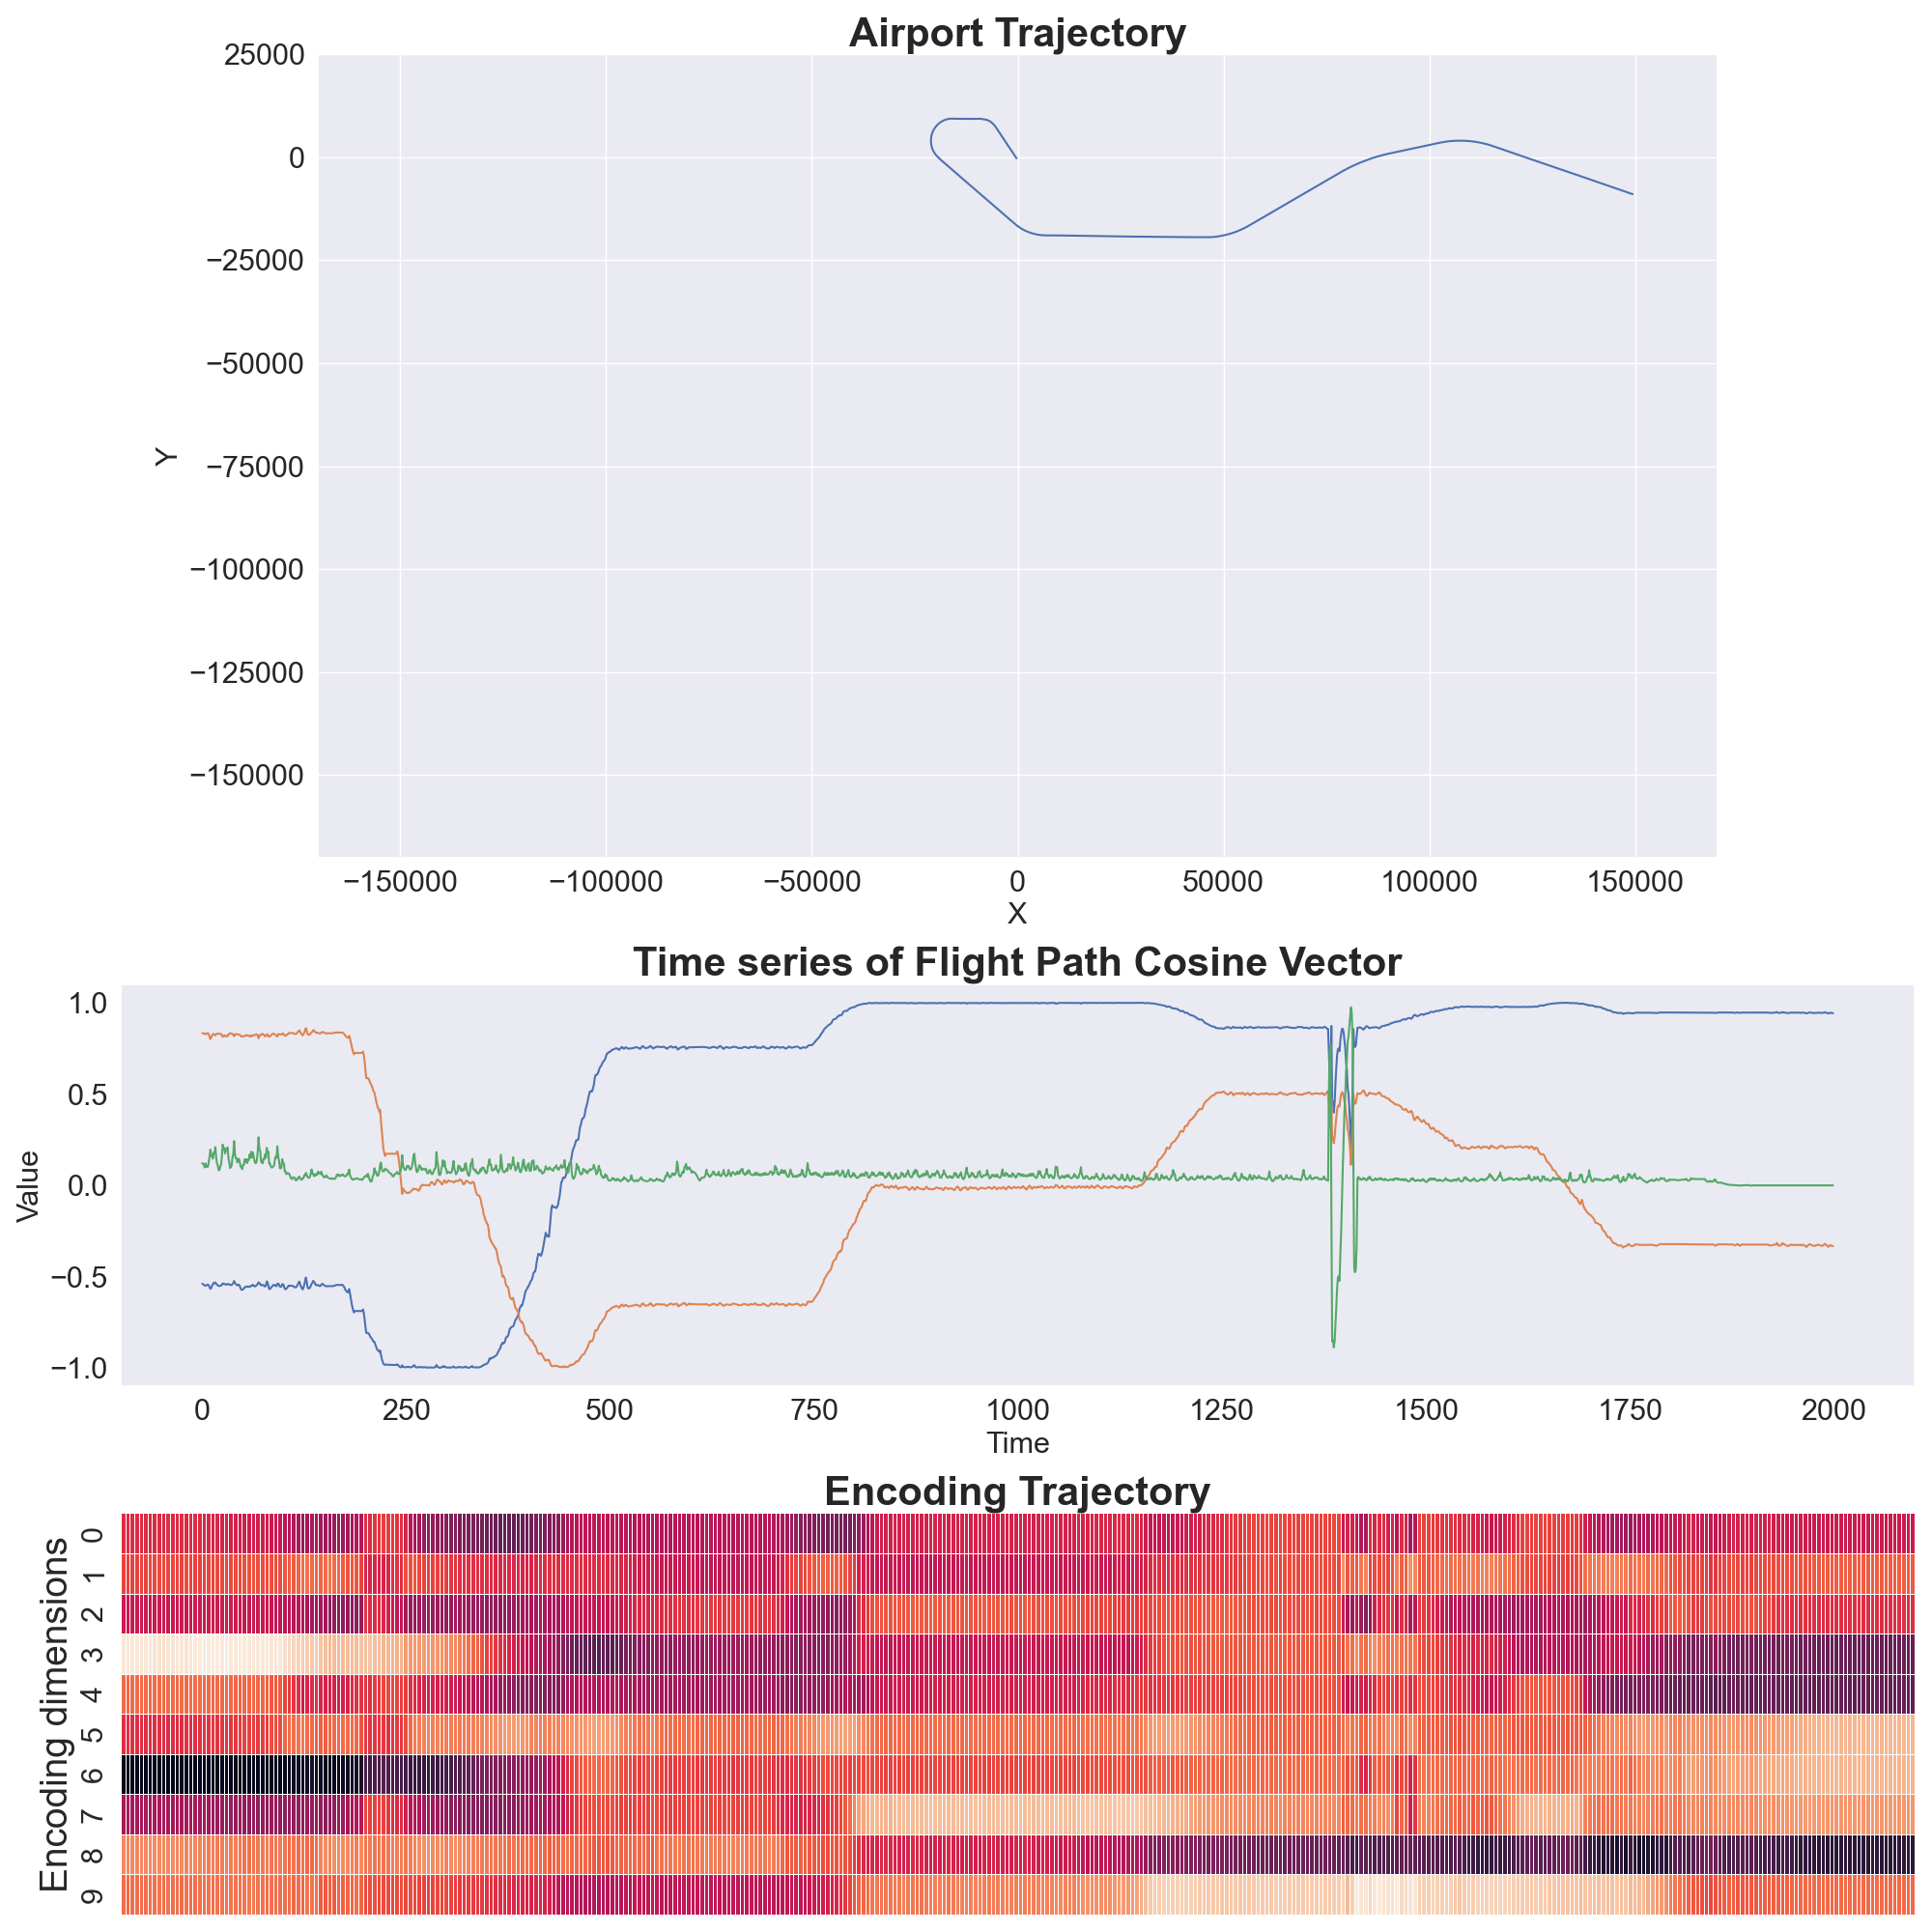 Airport Trajectory
25000
0
−25000
−50000
−75000
−100000
−125000
−150000
Y
−150000 −100000 −50000 0 50000 100000 150000
X
Time series of Flight Path Cosine Vector
1.0
0.5
0.0
−0.5
−1.0
Value
0 250 500 750 1000 1250 1500 1750 2000
Time
Encoding Trajectory
Encoding dimensions
0
1
2
3
4
5
6
7
8
9